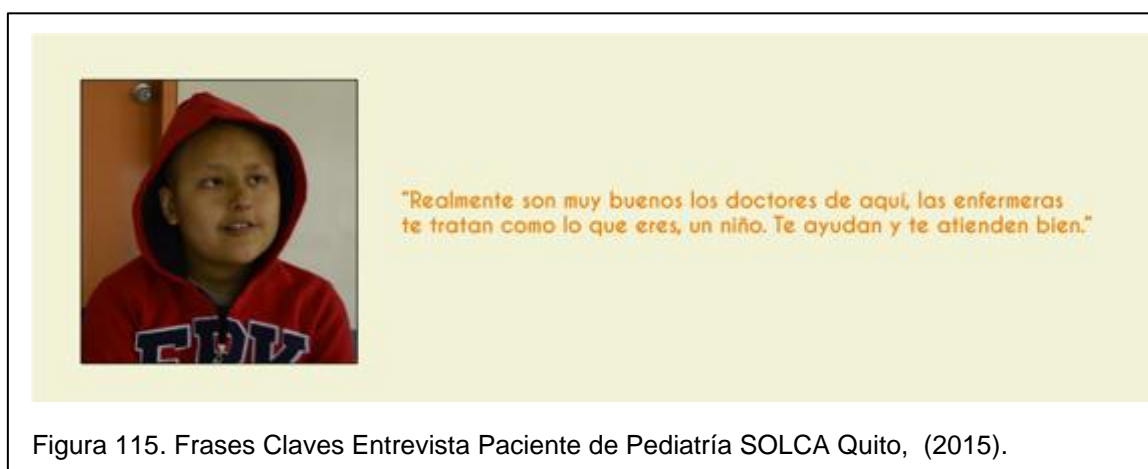 "Realmente son muy buenos los doctores de aquí, las enfermeras
te tratan como lo que eres, un niño. Te ayudan y te atienden bien."
EPK
Figura 115. Frases Claves Entrevista Paciente de Pediatría SOLCA Quito, (2015).